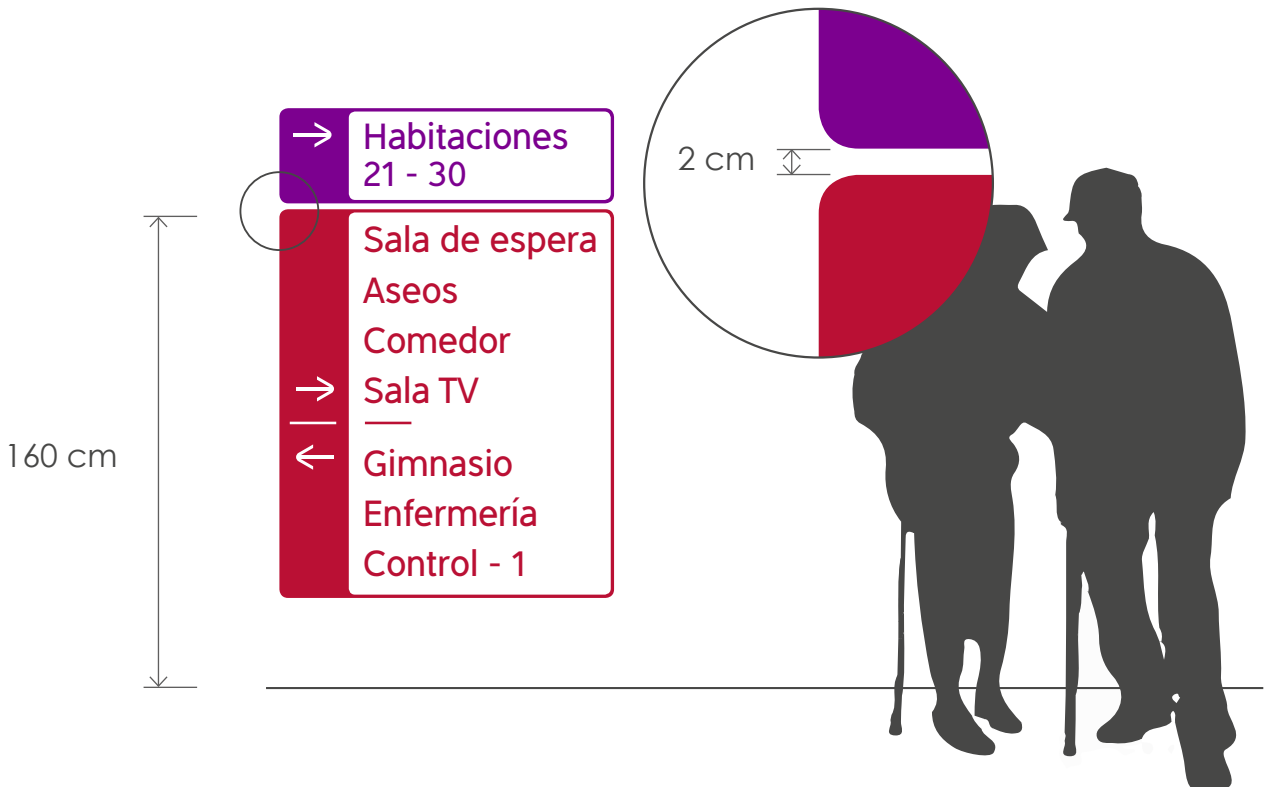 Habitaciones
21 - 30
2 cm
Sala de espera
Aseos
Comedor
Sala TV
160 cm
Gimnasio
Enfermería
Control - 1